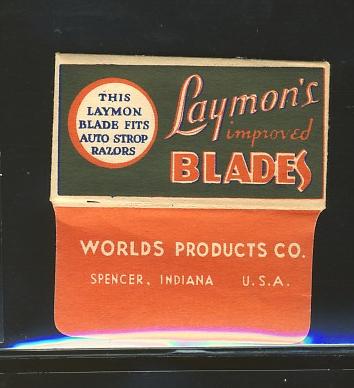 THIS
LAYMON
BLADE FITS
AUTO STROP
RAZORS
Laymon's
improved
BLADES
WORLDS PRODUCTS CO.
SPENCER, INDIANA U.S.A.